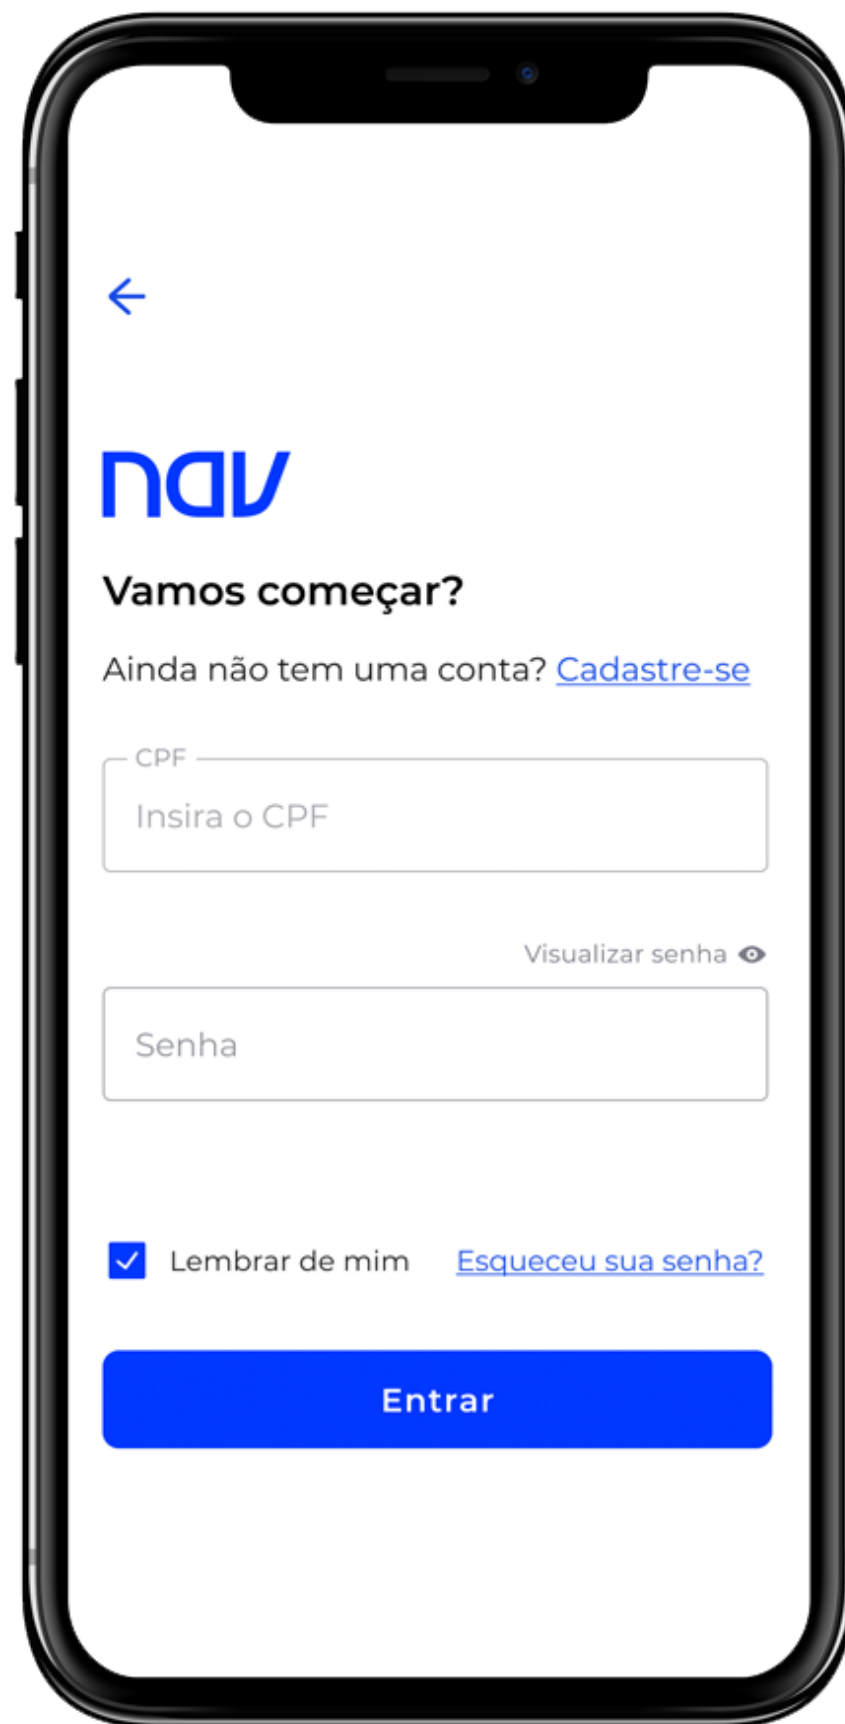 nav
Vamos começar?
Ainda não tem uma conta? Cadastre-se
CPF
Insira o CPF
Visualizar senha
Senha
Lembrar de mim Esqueceu sua senha?
Entrar